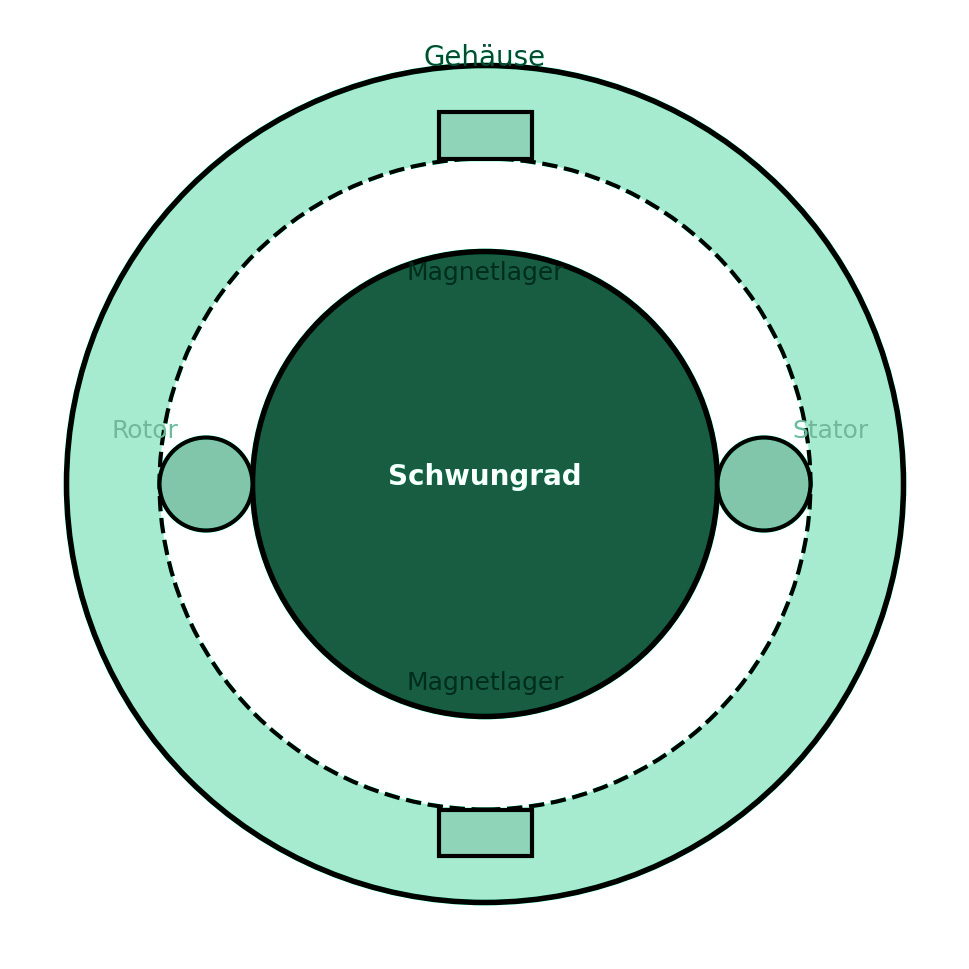 Gehäuse
Magnetlager
Rotor
Stator
Schwungrad
Magnetlager